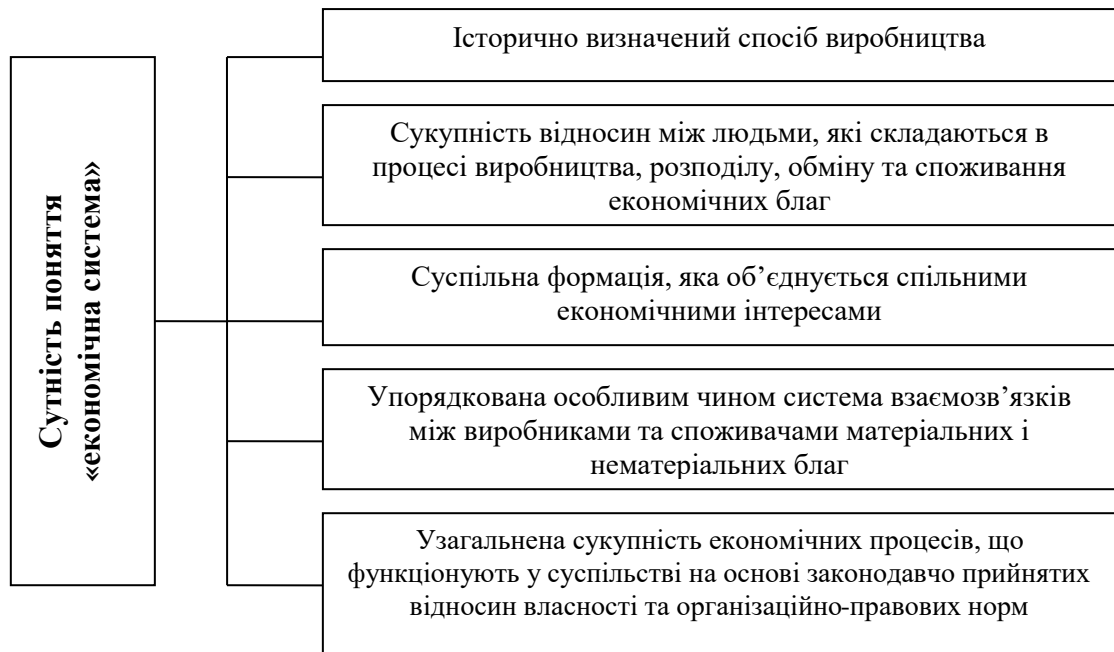 Сутність поняття
«економічна система»
Історично визначений спосіб виробництва
Сукупність відносин між людьми, які складаються в
процесі виробництва, розподілу, обміну та споживання
економічних благ
Суспільна формація, яка об’єднується спільними
економічними інтересами
Упорядкована особливим чином система взаємозв’язків
між виробниками та споживачами матеріальних і
нематеріальних благ
Узагальнена сукупність економічних процесів, що
функціонують у суспільстві на основі законодавчо прийнятих
відносин власності та організаційно-правових норм